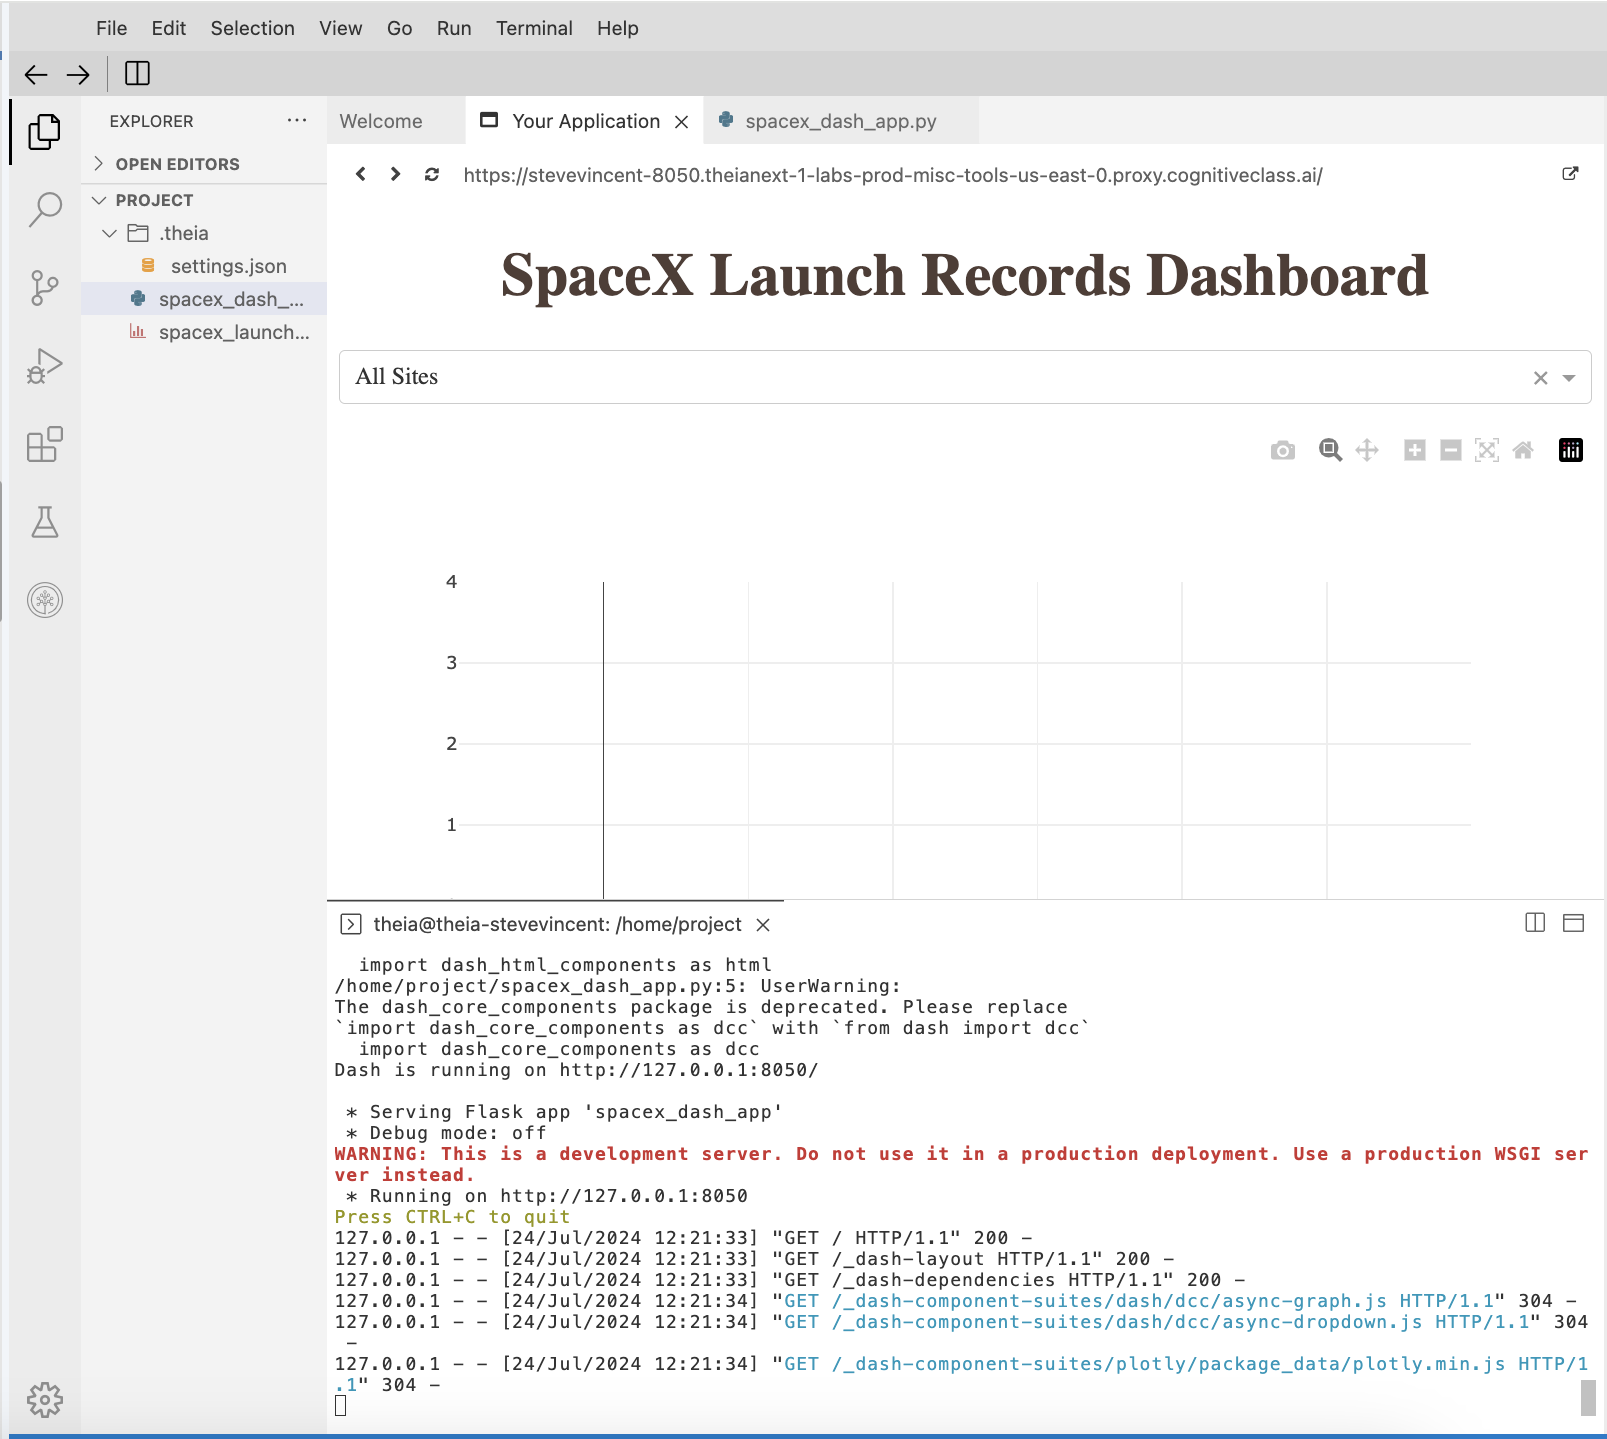 File Edit Selection View Go Run Terminal Help
EXPLORER ...
OPEN EDITORS
PROJECT
.theia
settings.json
spacex_dash_...
spacex_launch...
Welcome
Your Application
spacex_dash_app.py
https://stevevincent-8050.theianext-1-labs-prod-misc-tools-us-east-0.proxy.cognitiveclass.ai/
SpaceX Launch Records Dashboard
All Sites
4
3
2
1
theia@theia-stevevincent: /home/project
  import dash_html_components as html
/home/project/spacex_dash_app.py:5: UserWarning:
The dash_core_components package is deprecated. Please replace
`import dash_core_components as dcc` with `from dash import dcc`
  import dash_core_components as dcc
Dash is running on http://127.0.0.1:8050/
 * Serving Flask app 'spacex_dash_app'
 * Debug mode: off
WARNING: This is a development server. Do not use it in a production deployment. Use a production WSGI ser
ver instead.
 * Running on http://127.0.0.1:8050
Press CTRL+C to quit
127.0.0.1 - - [24/Jul/2024 12:21:33] "GET / HTTP/1.1" 200 -
127.0.0.1 - - [24/Jul/2024 12:21:33] "GET /_dash-layout HTTP/1.1" 200 -
127.0.0.1 - - [24/Jul/2024 12:21:33] "GET /_dash-dependencies HTTP/1.1" 200 -
127.0.0.1 - - [24/Jul/2024 12:21:34] "GET /_dash-component-suites/dash/dcc/async-graph.js HTTP/1.1" 304 -
127.0.0.1 - - [24/Jul/2024 12:21:34] "GET /_dash-component-suites/dash/dcc/async-dropdown.js HTTP/1.1" 304
 -
127.0.0.1 - - [24/Jul/2024 12:21:34] "GET /_dash-component-suites/plotly/package_data/plotly.min.js HTTP/1
.1" 304 -